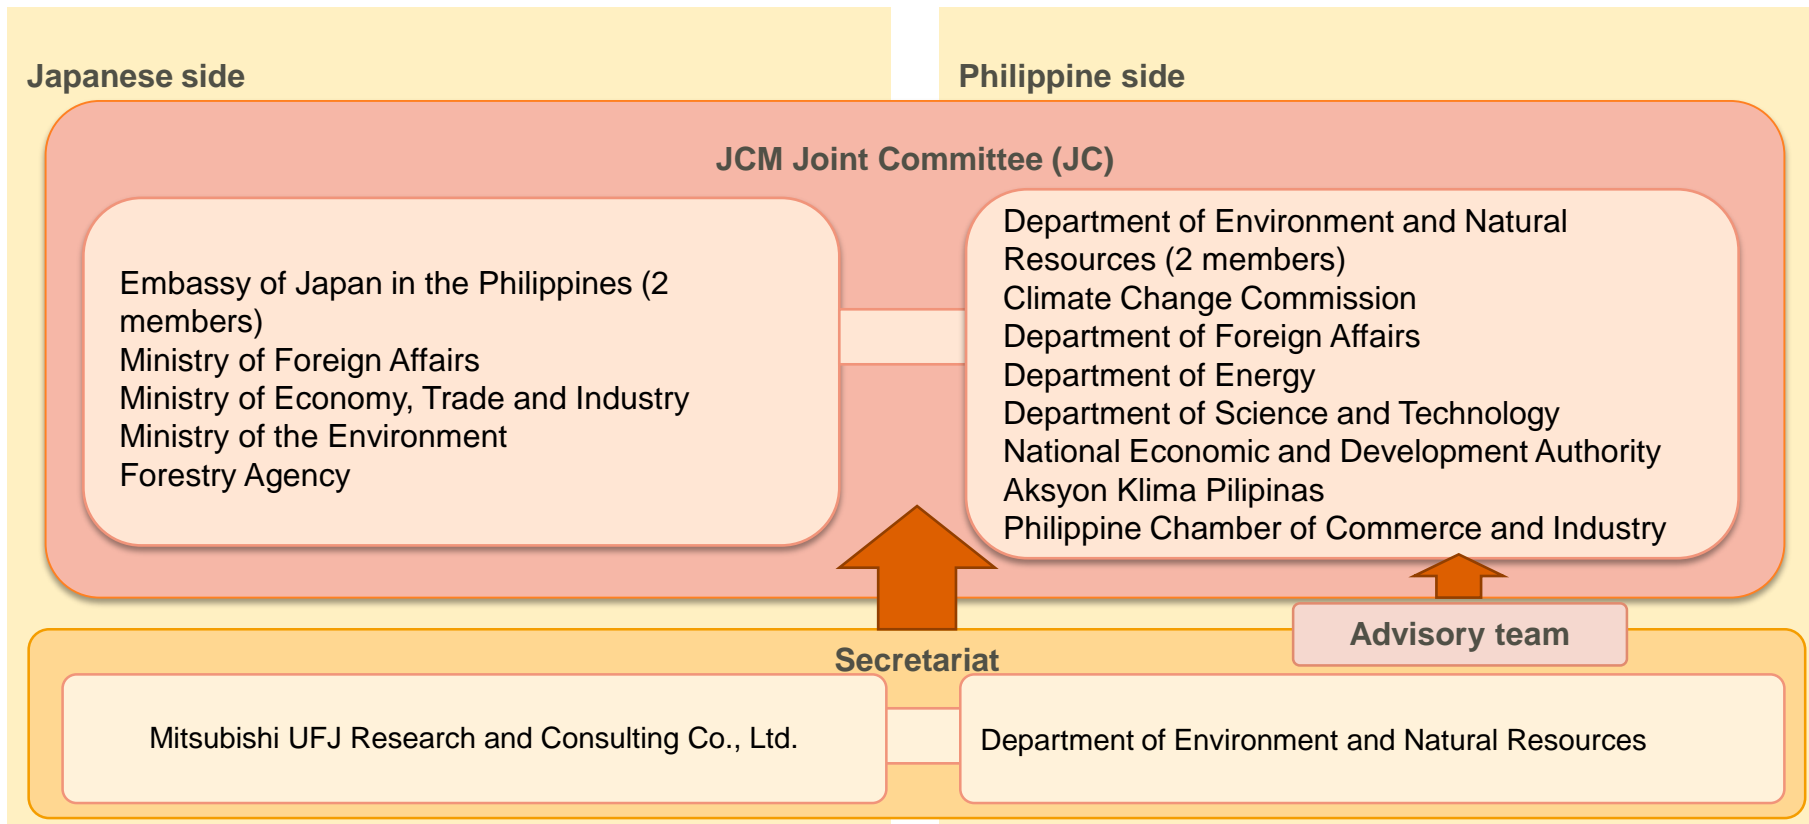 Japanese side
Philippine side
JCM Joint Committee (JC)
Embassy of Japan in the Philippines (2
members)
Ministry of Foreign Affairs
Ministry of Economy, Trade and Industry
Ministry of the Environment
Forestry Agency
Department of Environment and Natural
Resources (2 members)
Climate Change Commission
Department of Foreign Affairs
Department of Energy
Department of Science and Technology
National Economic and Development Authority
Aksyon Klima Pilipinas
Philippine Chamber of Commerce and Industry
Advisory team
Secretariat
Mitsubishi UFJ Research and Consulting Co., Ltd.
Department of Environment and Natural Resources